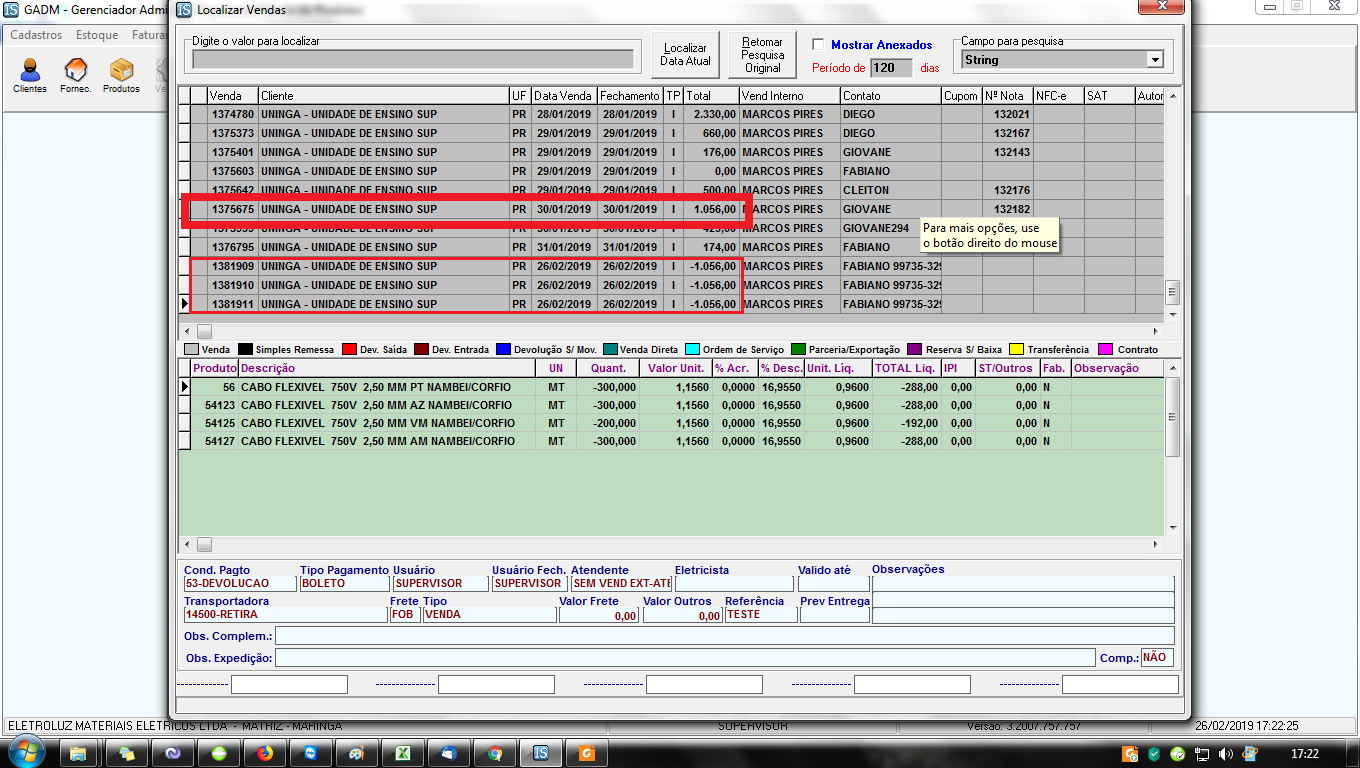 GADM - Gerenciador Admi
Localizar Vendas
Cadastros Estoque Fatura
Clientes Fornec. Produtos
Digite o valor para localizar
Localizar Data Atual
Retomar Pesquisa Original
Mostrar Anexados
Período de 120 dias
Campo para pesquisa
String
Venda Cliente UF Data Venda Fechamento TP Total Vend Interno Contato Cupom Nº Nota NFC-e SAT Autor
1374780 UNINGA - UNIDADE DE ENSINO SUP PR 28/01/2019 28/01/2019 I 2.330,00 MARCOS PIRES DIEGO 132021
1375373 UNINGA - UNIDADE DE ENSINO SUP PR 29/01/2019 29/01/2019 I 660,00 MARCOS PIRES DIEGO 132167
1375401 UNINGA - UNIDADE DE ENSINO SUP PR 29/01/2019 29/01/2019 I 176,00 MARCOS PIRES GIOVANE 132143
1375603 UNINGA - UNIDADE DE ENSINO SUP PR 29/01/2019 29/01/2019 I 0,00 MARCOS PIRES FABIANO
1375642 UNINGA - UNIDADE DE ENSINO SUP PR 29/01/2019 29/01/2019 I 500,00 MARCOS PIRES CLEITON 132176
1375675 UNINGA - UNIDADE DE ENSINO SUP PR 30/01/2019 30/01/2019 I 1.056,00 MARCOS PIRES GIOVANE 132182
UNINGA - UNIDADE DE ENSINO SUP PR 30/01/2019 30/01/2019 I MARCOS PIRES GIOVANE294
1376795 UNINGA - UNIDADE DE ENSINO SUP PR 31/01/2019 31/01/2019 I 174,00 MARCOS PIRES FABIANO
1381909 UNINGA - UNIDADE DE ENSINO SUP PR 26/02/2019 26/02/2019 I -1.056,00 MARCOS PIRES FABIANO 99735-329
1381910 UNINGA - UNIDADE DE ENSINO SUP PR 26/02/2019 26/02/2019 I -1.056,00 MARCOS PIRES FABIANO 99735-329
1381911 UNINGA - UNIDADE DE ENSINO SUP PR 26/02/2019 26/02/2019 I -1.056,00 MARCOS PIRES FABIANO 99735-329
Para mais opções, use
o botão direito do mouse
Venda Simples Remessa Dev. Saída Dev. Entrada Devolução S/ Mov. Venda Direta Ordem de Serviço Parceria/Exportação Reserva S/ Baixa Transferência Contrato
Produto Descrição UN Quant. Valor Unit. % Acr. % Desc. Unit. Líq. TOTAL Líq. IPI ST/Outros Fab. Observação
56 CABO FLEXIVEL 750V 2,50 MM PT NAMBEI/CORFIO MT -300,000 1,1560 0,0000 16,9550 0,9600 -288,00 0,00 0,00 N
54123 CABO FLEXIVEL 750V 2,50 MM AZ NAMBEI/CORFIO MT -300,000 1,1560 0,0000 16,9550 0,9600 -288,00 0,00 0,00 N
54125 CABO FLEXIVEL 750V 2,50 MM VM NAMBEI/CORFIO MT -200,000 1,1560 0,0000 16,9550 0,9600 -192,00 0,00 0,00 N
54127 CABO FLEXIVEL 750V 2,50 MM AM NAMBEI/CORFIO MT -300,000 1,1560 0,0000 16,9550 0,9600 -288,00 0,00 0,00 N
Cond. Pagto Tipo Pagamento Usuário Usuário Fech. Atendente Eletricista Valido até Observações
53-DEVOLUCAO BOLETO SUPERVISOR SUPERVISOR SEM VEND EXT-ATE
Transportadora Frete Tipo Valor Frete Valor Outros Referência Prev Entrega
14500-RETIRA FOB VENDA 0,00 0,00 TESTE
Obs. Complem.:
Obs. Expedição: Comp.: NÃO
------------- ------------- ------------- ------------- -------------
ELETROLUZ MATERIAIS ELETRICOS LTDA - MATRIZ - MARINGA SUPERVISOR Versão: 3.2007.757.757 26/02/2019 17:22:25
17:22